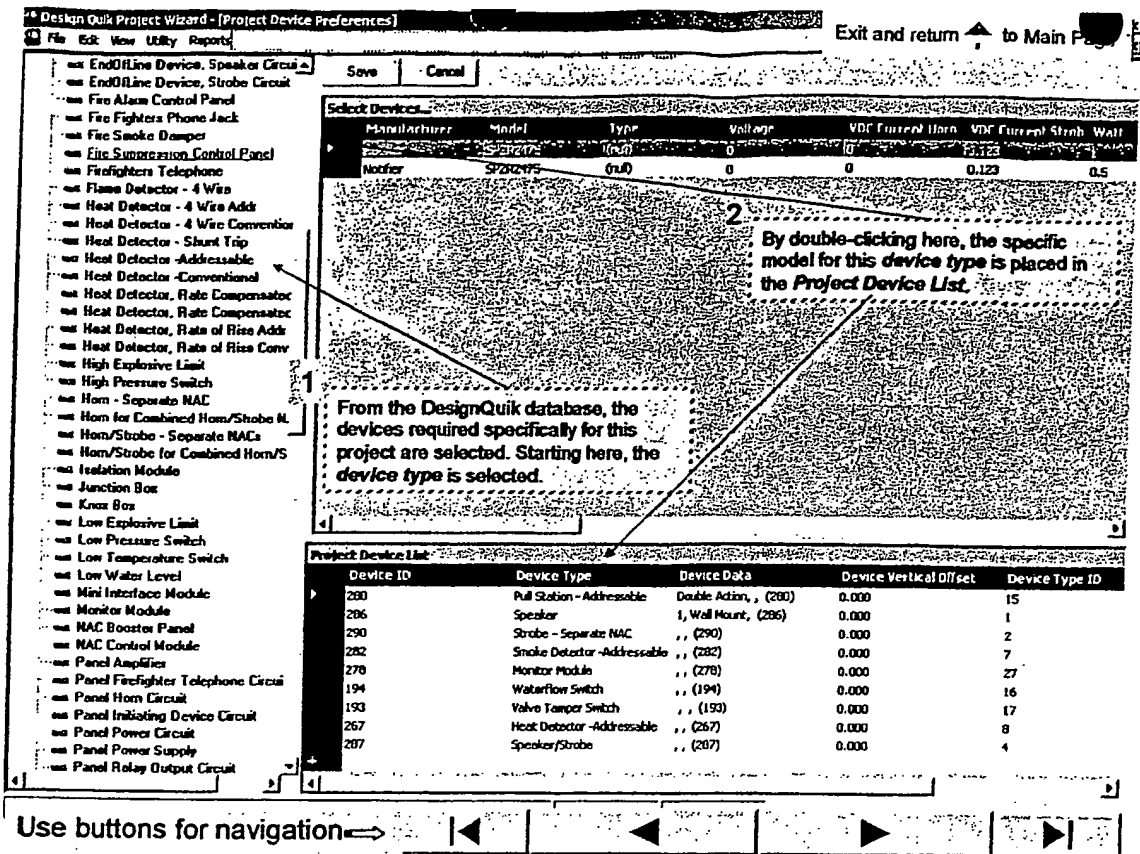 Design Quik Project Wizard - [Project Device Preferences]
File Edit View Utility Reports
Exit and return to Main
EndOfLine Device, Speaker Circui
EndOfLine Device, Strobe Circuit
Fire Alarm Control Panel
Fire Fighters Phone Jack
Fire Smoke Damper
Fire Suppression Control Panel
Firefighters Telephone
Flame Detector - 4 Wire
Heat Detector - 4 Wire Addr
Heat Detector - 4 Wire Convention
Heat Detector - Shunt Trip
Heat Detector -Addressable
Heat Detector -Conventional
Heat Detector, Rate Compensatec
Heat Detector, Rate Compensatec
Heat Detector, Rate of Rise Addr
Heat Detector, Rate of Rise Conv
High Explosive Limit
High Pressure Switch
Horn - Separate NAC
Horn for Combined Horn/Strobe N.
Horn/Strobe - Separate NACs
Horn/Strobe for Combined Horn/S
Isolation Module
Junction Box
Knox Box
Low Explosive Limit
Low Pressure Switch
Low Temperature Switch
Low Water Level
Mini Interface Module
Monitor Module
NAC Booster Panel
NAC Control Module
Panel Amplifier
Panel Firefighter Telephone Circui
Panel Horn Circuit
Panel Initiating Device Circuit
Panel Power Circuit
Panel Power Supply
Panel Relay Output Circuit
Save Cancel
Select Devices...
Manufacturer Model Type Voltage VDC Current Horn VDC Current Strob Watt
(null) 0 0 0.123
Notifier (null) 0 0 0.123 0.5
2
By double-clicking here, the specific
model for this device type is placed in
the Project Device List.
1
From the DesignQuik database, the
devices required specifically for this
project are selected. Starting here, the
device type is selected.
Project Device List
Device ID Device Type Device Data Device Vertical Offset Device Type ID
280 Pull Station - Addressable Double Action, , (280) 0.000 15
286 Speaker 1, Wall Mount, (286) 0.000 1
290 Strobe - Separate NAC , , (290) 0.000 2
282 Smoke Detector -Addressable , , (282) 0.000 7
278 Monitor Module , , (278) 0.000 27
194 Waterflow Switch , , (194) 0.000 16
193 Valve Tamper Switch , , (193) 0.000 17
267 Heat Detector -Addressable , , (267) 0.000 8
287 Speaker/Strobe , , (287) 0.000 4
Use buttons for navigation